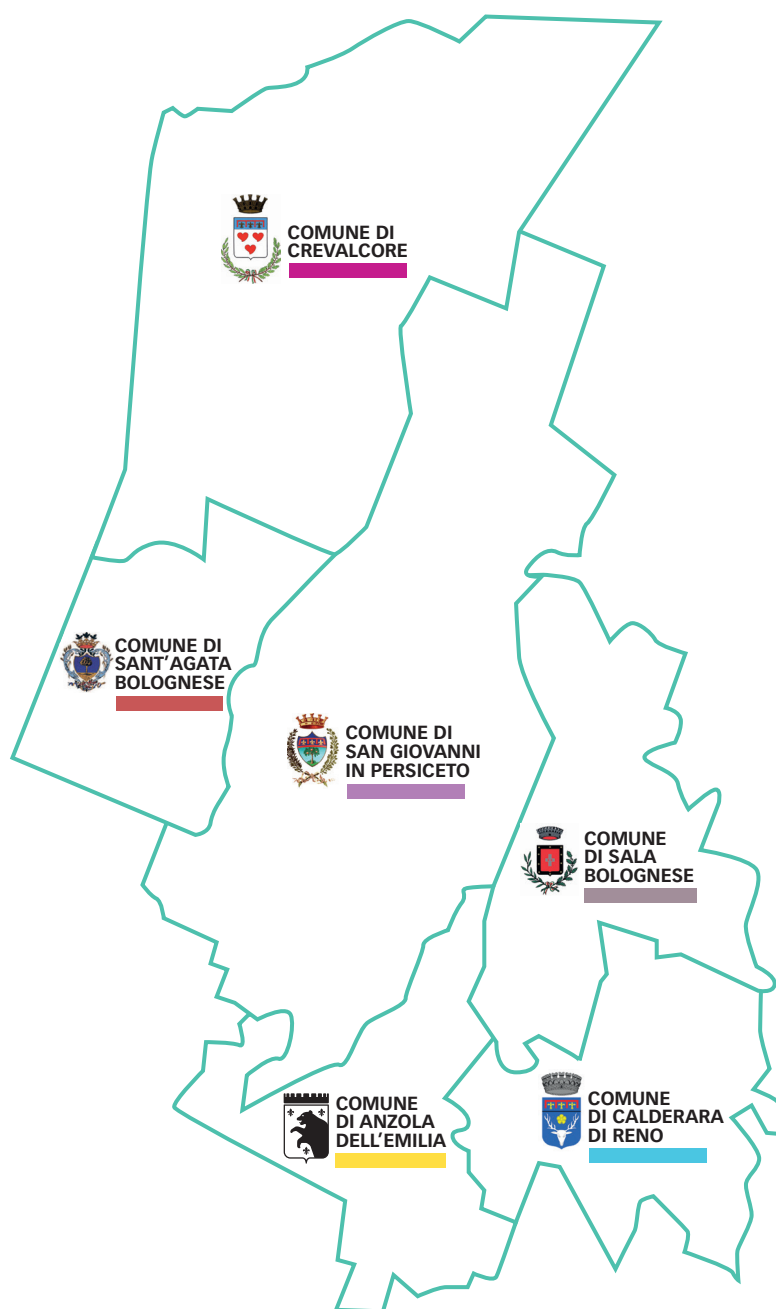 COMUNE DI
CREVALCORE
COMUNE DI
SANT'AGATA
BOLOGNESE
COMUNE DI
SAN GIOVANNI
IN PERSICETO
COMUNE
DI SALA
BOLOGNESE
COMUNE
DI ANZOLA
DELL'EMILIA
COMUNE
DI CALDERARA
DI RENO